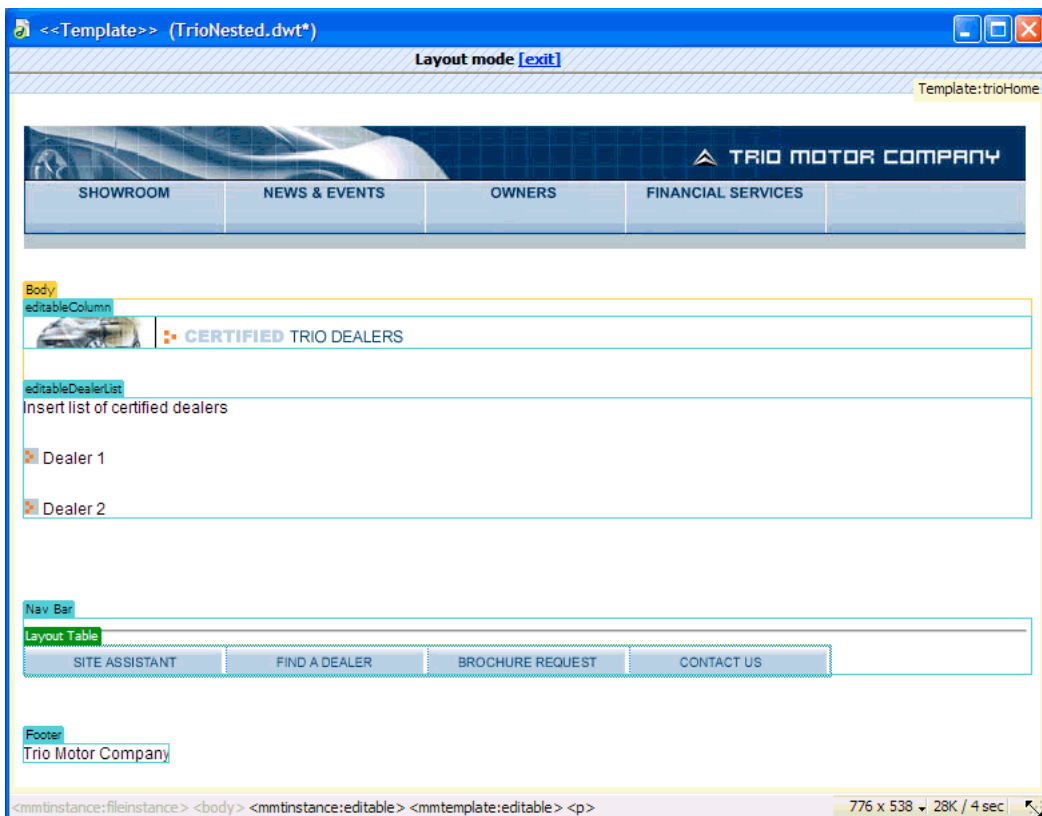 <<Template>> (TrioNested.dwt*)
Layout mode [exit]
Template:trioHome
TRIO MOTOR COMPANY
SHOWROOM NEWS & EVENTS OWNERS FINANCIAL SERVICES
Body
editableColumn
CERTIFIED TRIO DEALERS
editableDealerList
Insert list of certified dealers
Dealer 1
Dealer 2
Nav Bar
Layout Table
SITE ASSISTANT FIND A DEALER BROCHURE REQUEST CONTACT US
Footer
Trio Motor Company
<mmtinstance:fileinstance> <body> <mmtinstance:editable> <mmtemplate:editable> <p> 776 x 538 28K / 4 sec